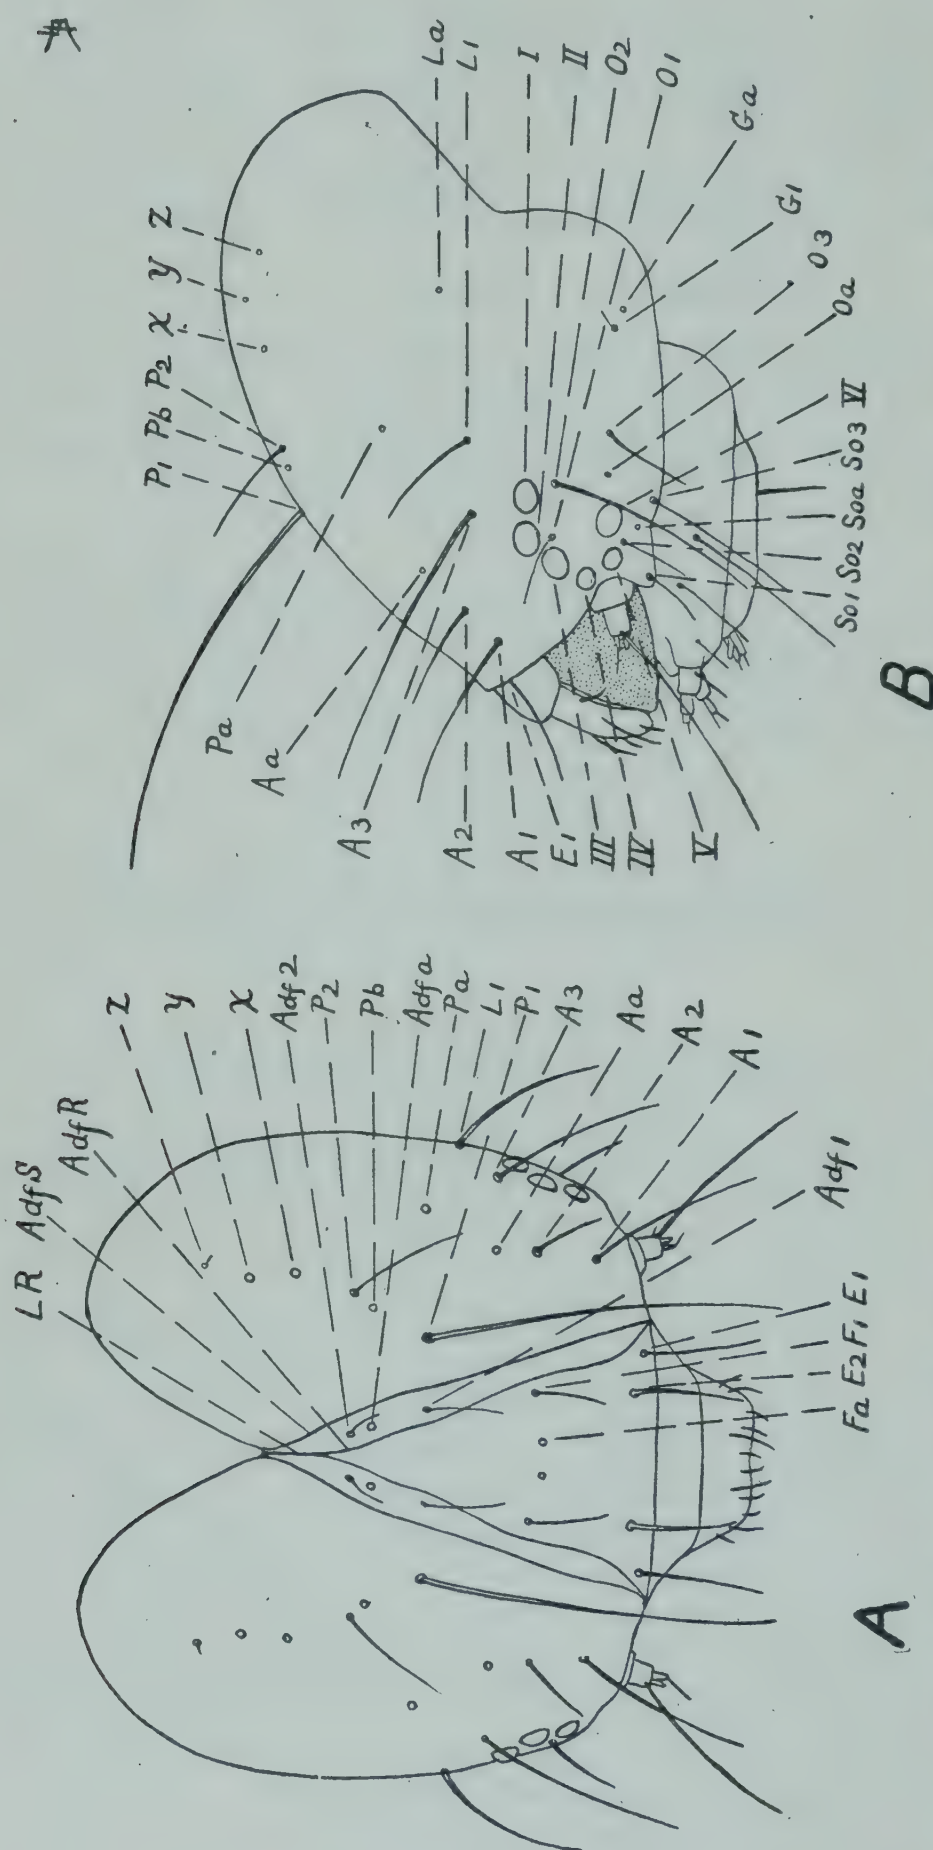 LR
AdfS
AdfR
Z
y
X
Adf2
P2
Pb
Adfa
Pa
L1
P1
A3
Aa
A2
A1
Adf1
E1
F1
E2
Fa
A
P1
Pb
P2
X
y
Z
La
L1
I
II
O2
O1
Ga
G1
O3
Oa
VI
SO3
SOa
SO2
SO1
Pa
Aa
A3
A2
A1
E1
III
IV
V
B